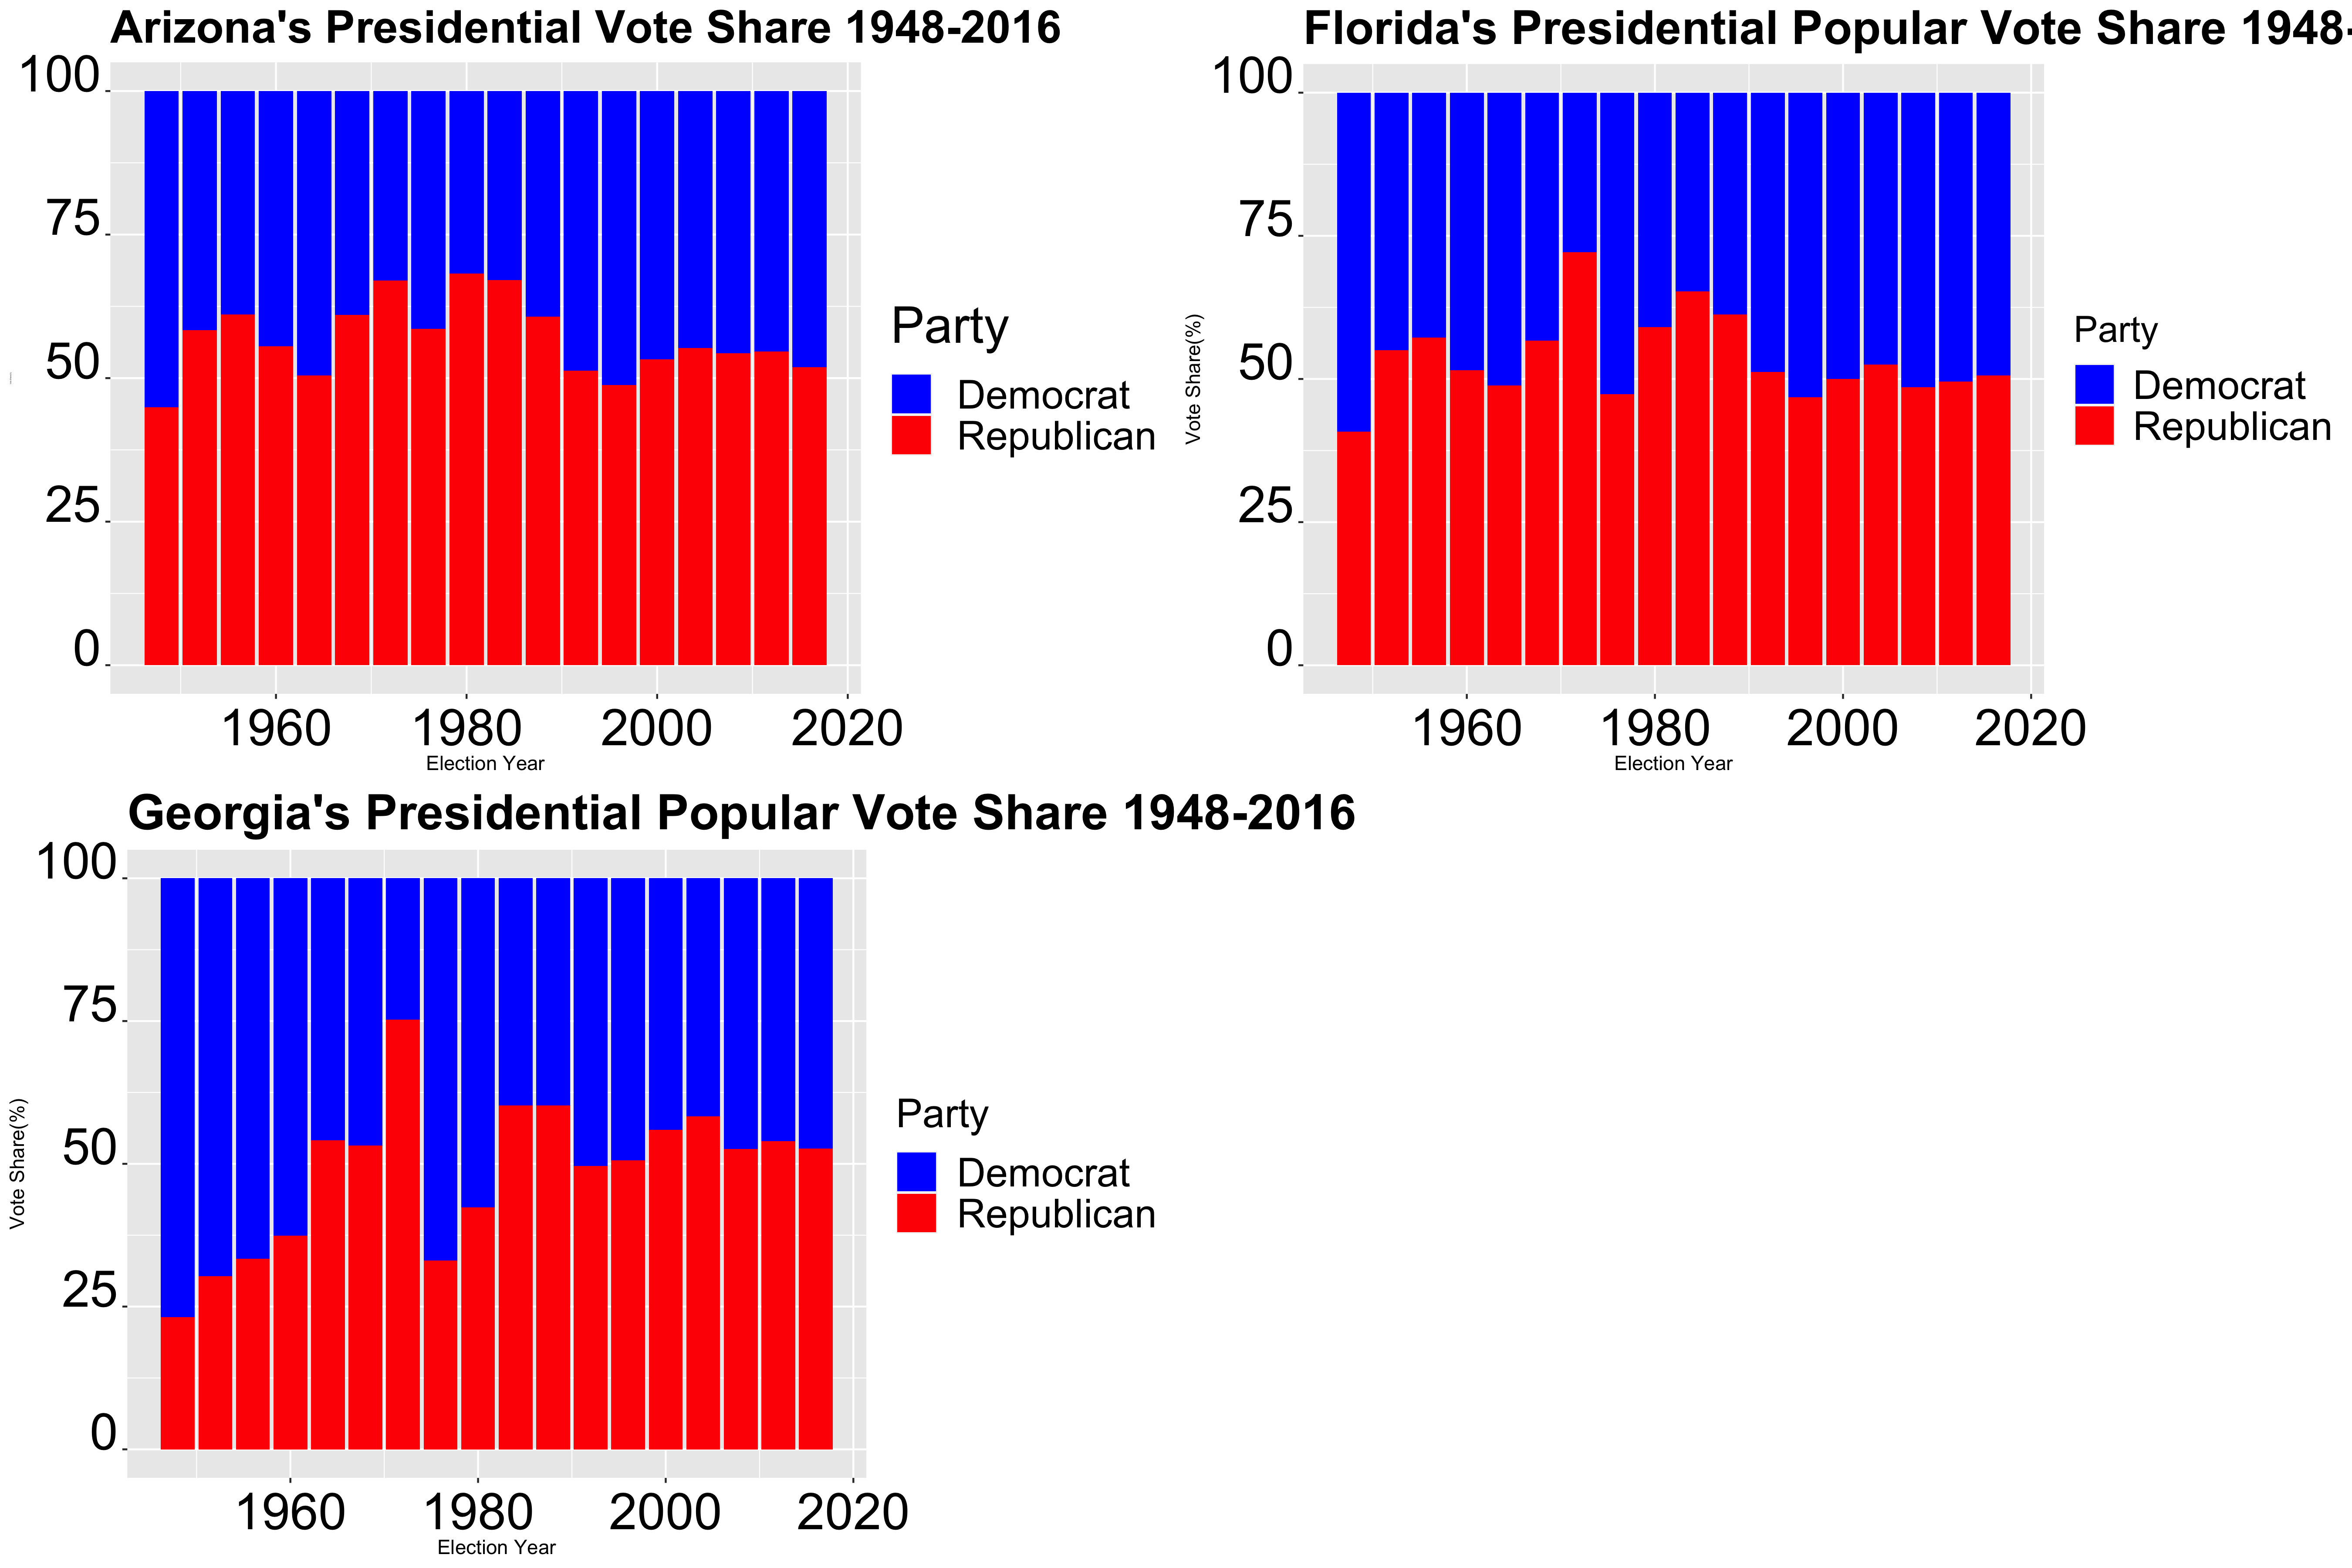 Arizona's Presidential Vote Share 1948-2016
100
75
50
25
0
1960 1980 2000 2020
Election Year
Party
Democrat
Republican
Florida's Presidential Popular Vote Share 1948-
Vote Share(%)
100
75
50
25
0
1960 1980 2000 2020
Election Year
Party
Democrat
Republican
Georgia's Presidential Popular Vote Share 1948-2016
Vote Share(%)
100
75
50
25
0
1960 1980 2000 2020
Election Year
Party
Democrat
Republican